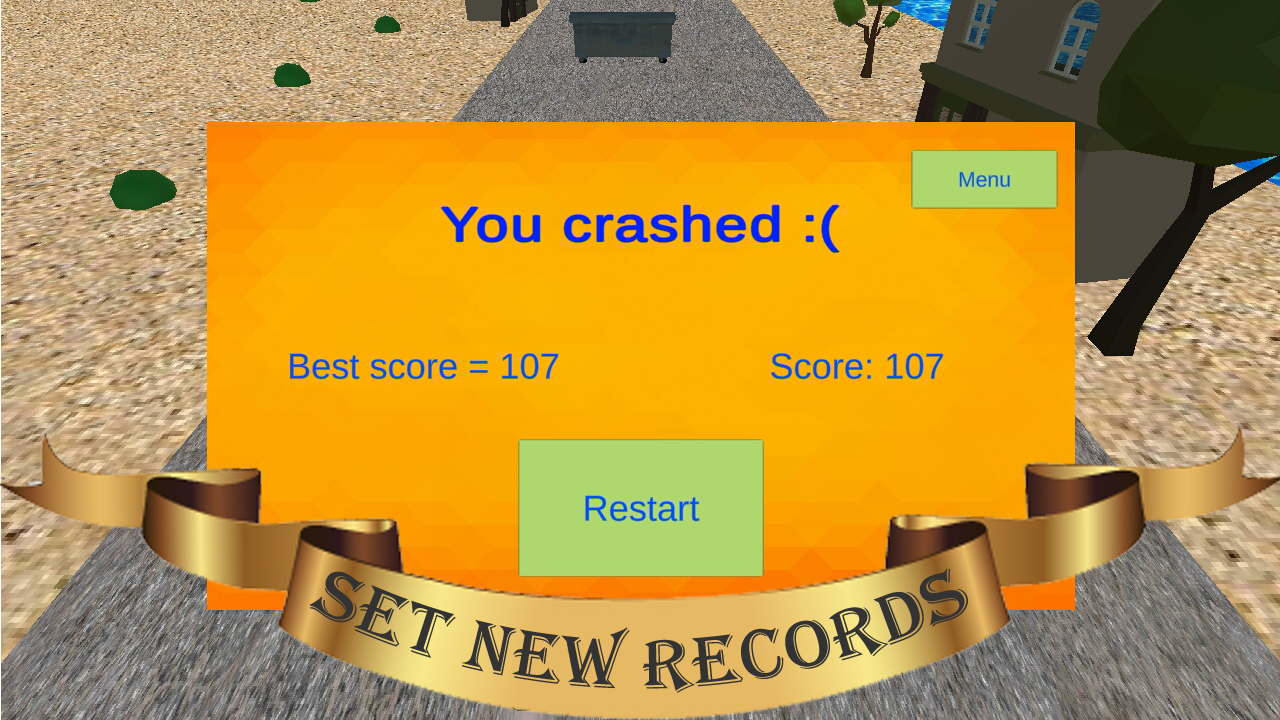 Menu
You crashed :(
Best score = 107
Score: 107
Restart
SET NEW RECORDS